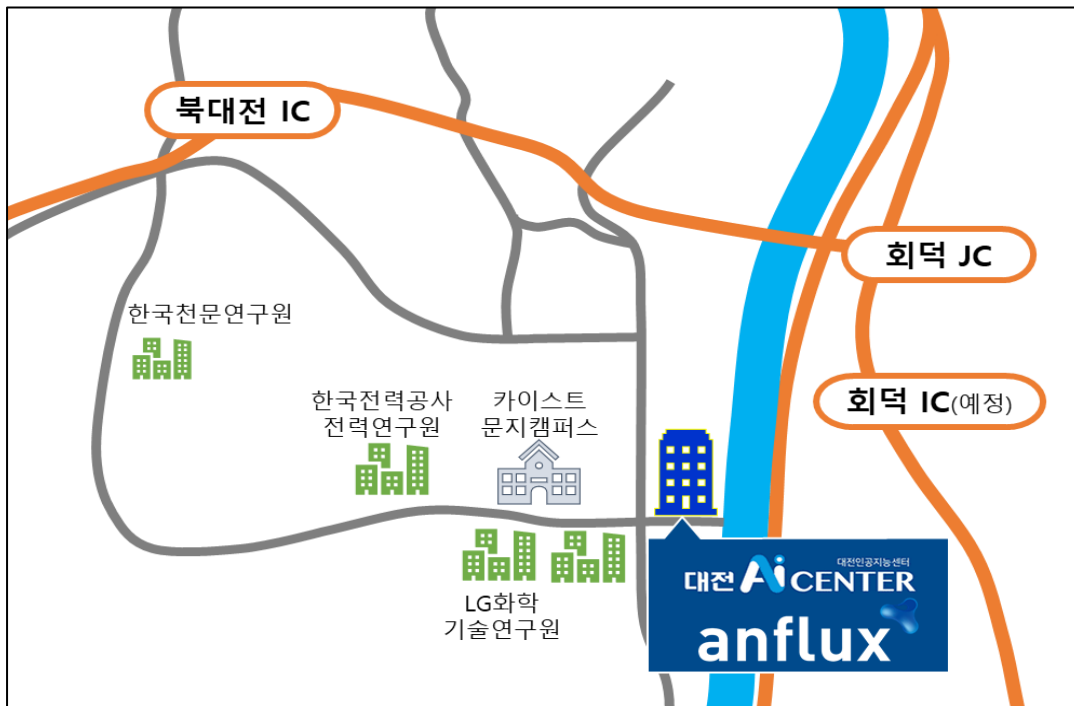 북대전 IC
회덕 JC
한국천문연구원
회덕 IC(예정)
한국전력공사
전력연구원
카이스트
문지캠퍼스
대전인공지능센터
대전 Ai CENTER
anflux
LG화학
기술연구원